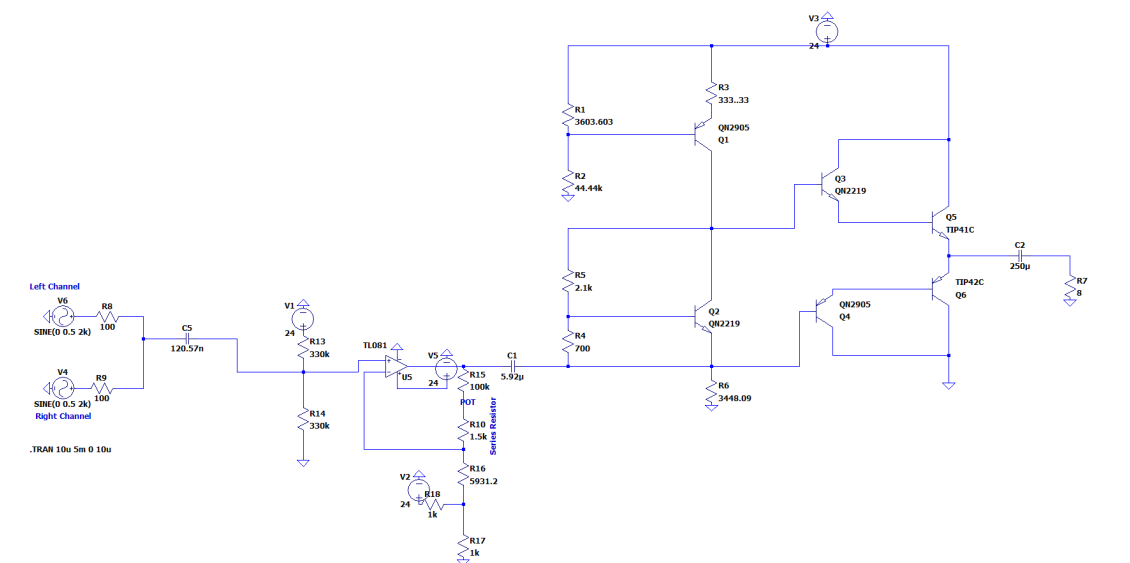 V3
24
R3
333..33
R1
3603.603
QN2905
Q1
R2
44.44k
Q3
QN2219
Q5
TIP41C
C2
250µ
R7
8
Left Channel
V6
R8
100
SINE(0 0.5 2k)
C5
120.57n
V1
24
R13
330k
TL081
U5
V5
24
R15
100k
POT
C1
5.92µ
R5
2.1k
R4
700
Q2
QN2219
QN2905
Q4
TIP42C
Q6
V4
R9
100
SINE(0 0.5 2k)
Right Channel
R14
330k
R10
1.5k
Series Resistor
R6
3448.09
.TRAN 10u 5m 0 10u
R16
5931.2
V2
24
R18
1k
R17
1k